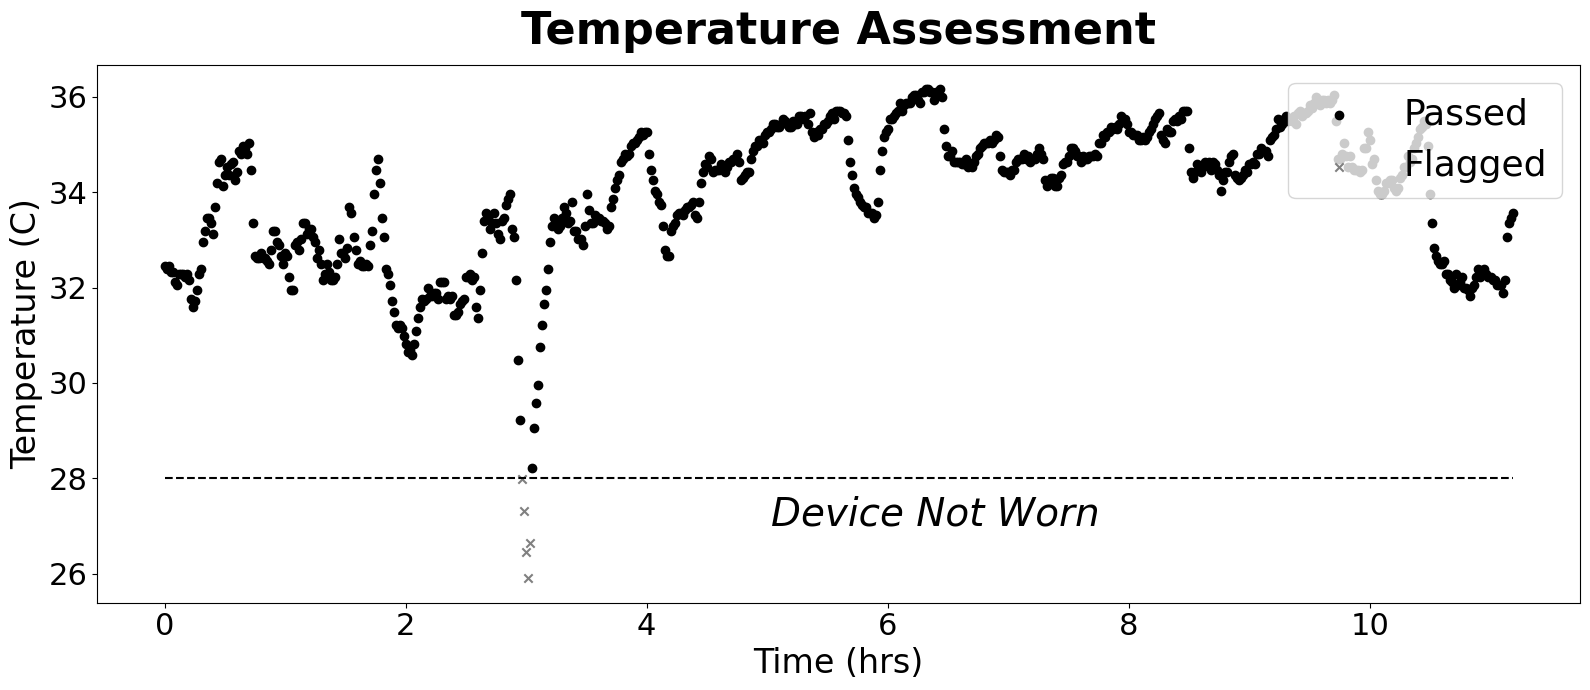 Temperature Assessment
Temperature (C)
36
34
32
30
28
26
Passed
Flagged
Device Not Worn
0 2 4 6 8 10
Time (hrs)